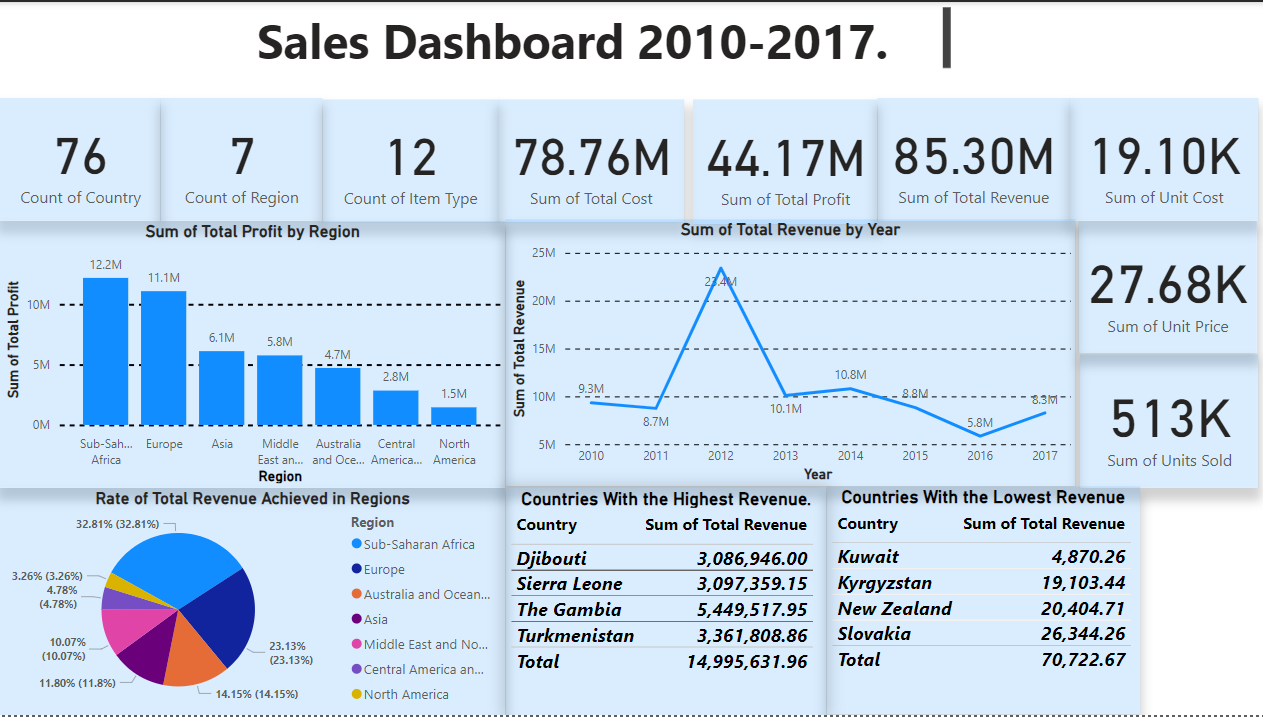 Sales Dashboard 2010-2017.
76
Count of Country
7
Count of Region
12
Count of Item Type
78.76M
Sum of Total Cost
44.17M
Sum of Total Profit
85.30M
Sum of Total Revenue
19.10K
Sum of Unit Cost
Sum of Total Profit by Region
Sum of Total Profit
10M
5M
0M
12.2M
11.1M
6.1M
5.8M
4.7M
2.8M
1.5M
Sub-Sah...
Africa
Europe
Asia
Middle
East an...
Australia
and Oce...
Central
America...
North
America
Region
Sum of Total Revenue by Year
Sum of Total Revenue
25M
20M
15M
10M
5M
9.3M
8.7M
23.4M
10.1M
10.8M
8.8M
5.8M
8.3M
2010
2011
2012
2013
2014
2015
2016
2017
Year
27.68K
Sum of Unit Price
513K
Sum of Units Sold
Rate of Total Revenue Achieved in Regions
32.81% (32.81%)
3.26% (3.26%)
4.78%
(4.78%)
10.07%
(10.07%)
11.80% (11.8%)
14.15% (14.15%)
23.13%
(23.13%)
Region
Sub-Saharan Africa
Europe
Australia and Ocean...
Asia
Middle East and No...
Central America an...
North America
Countries With the Highest Revenue.
Country Sum of Total Revenue
Djibouti 3,086,946.00
Sierra Leone 3,097,359.15
The Gambia 5,449,517.95
Turkmenistan 3,361,808.86
Total 14,995,631.96
Countries With the Lowest Revenue
Country Sum of Total Revenue
Kuwait 4,870.26
Kyrgyzstan 19,103.44
New Zealand 20,404.71
Slovakia 26,344.26
Total 70,722.67